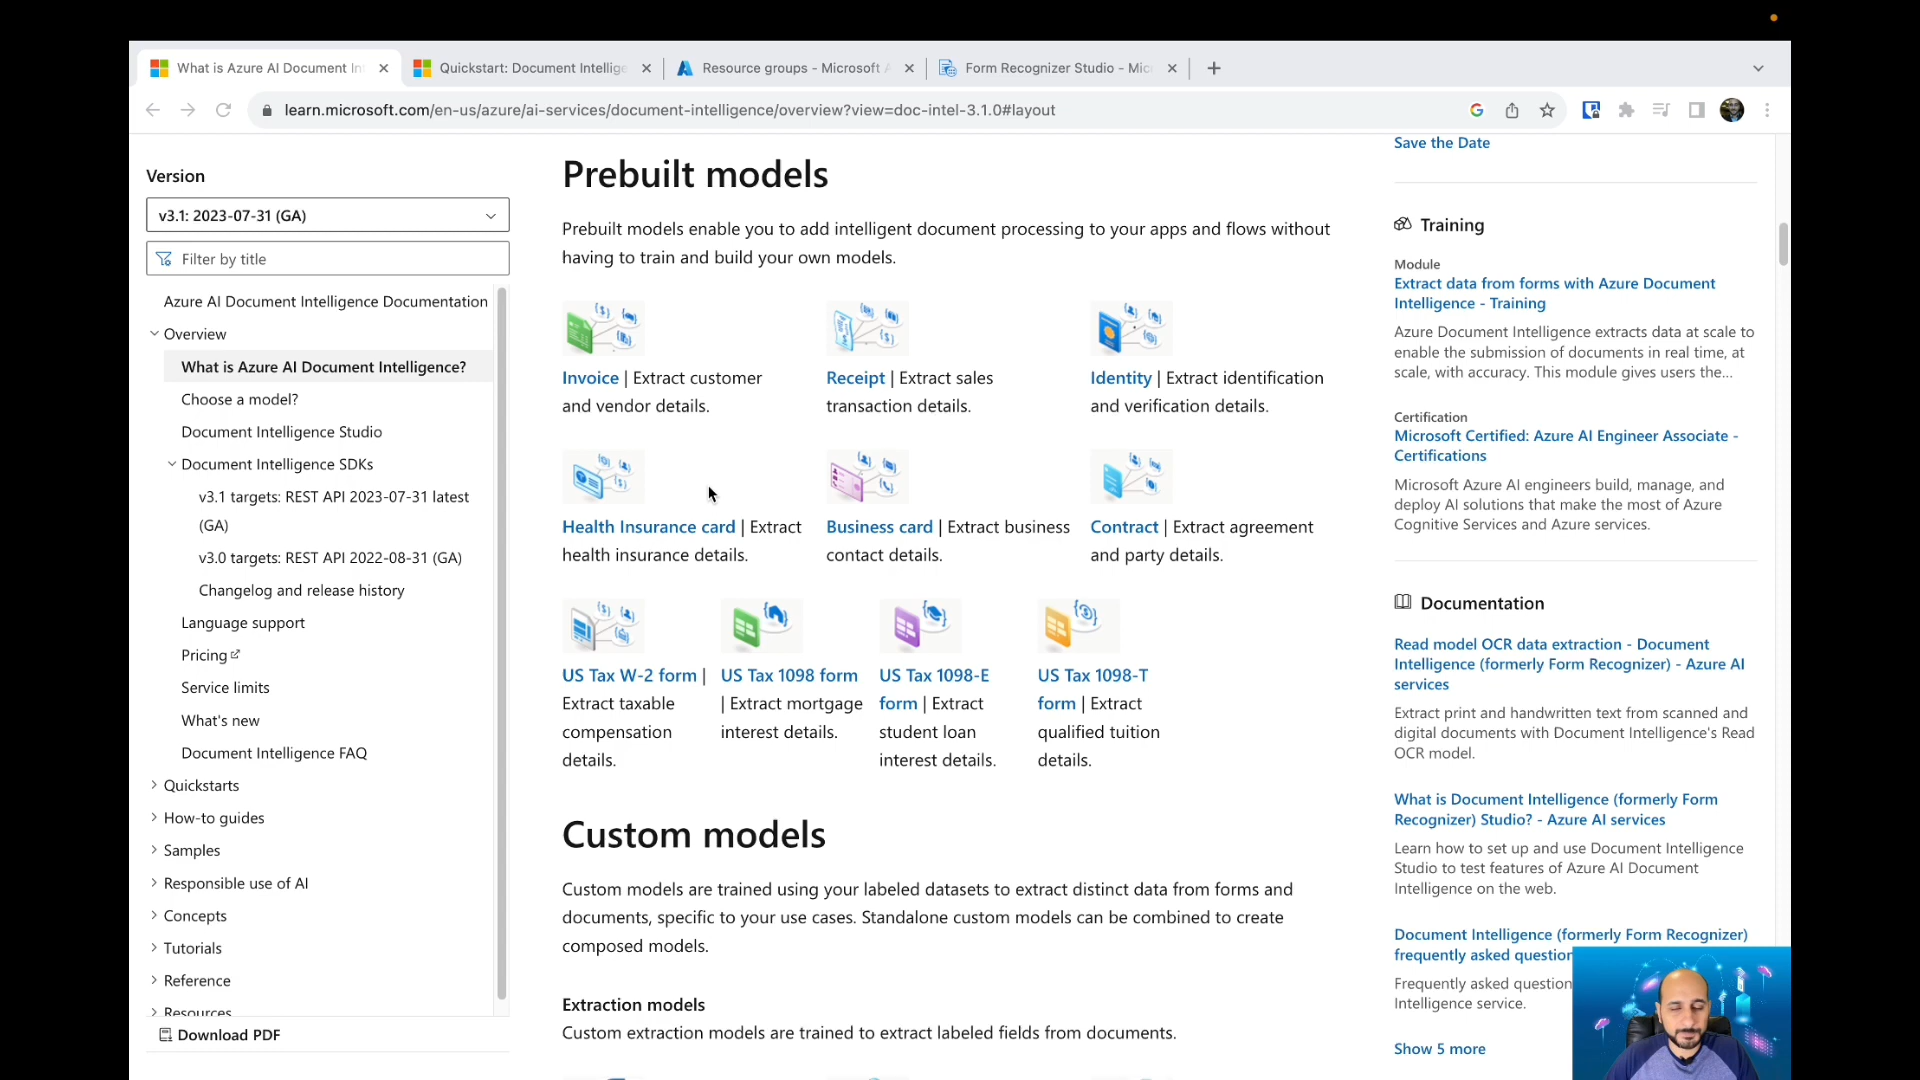 What is Azure AI Document In
Quickstart: Document Intellige
Resource groups - Microsoft A
Form Recognizer Studio - Mic
learn.microsoft.com/en-us/azure/ai-services/document-intelligence/overview?view=doc-intel-3.1.0#layout
Version
v3.1: 2023-07-31 (GA)
Filter by title
Azure AI Document Intelligence Documentation
Overview
What is Azure AI Document Intelligence?
Choose a model?
Document Intelligence Studio
Document Intelligence SDKs
v3.1 targets: REST API 2023-07-31 latest
(GA)
v3.0 targets: REST API 2022-08-31 (GA)
Changelog and release history
Language support
Pricing
Service limits
What's new
Document Intelligence FAQ
Quickstarts
How-to guides
Samples
Responsible use of AI
Concepts
Tutorials
Reference
Resources
Download PDF
Prebuilt models
Prebuilt models enable you to add intelligent document processing to your apps and flows without
having to train and build your own models.
Invoice | Extract customer
and vendor details.
Receipt | Extract sales
transaction details.
Identity | Extract identification
and verification details.
Health Insurance card | Extract
health insurance details.
Business card | Extract business
contact details.
Contract | Extract agreement
and party details.
US Tax W-2 form |
Extract taxable
compensation
details.
US Tax 1098 form
| Extract mortgage
interest details.
US Tax 1098-E
form | Extract
student loan
interest details.
US Tax 1098-T
form | Extract
qualified tuition
details.
Custom models
Custom models are trained using your labeled datasets to extract distinct data from forms and
documents, specific to your use cases. Standalone custom models can be combined to create
composed models.
Extraction models
Custom extraction models are trained to extract labeled fields from documents.
Save the Date
Training
Module
Extract data from forms with Azure Document
Intelligence - Training
Azure Document Intelligence extracts data at scale to
enable the submission of documents in real time, at
scale, with accuracy. This module gives users the...
Certification
Microsoft Certified: Azure AI Engineer Associate -
Certifications
Microsoft Azure AI engineers build, manage, and
deploy AI solutions that make the most of Azure
Cognitive Services and Azure services.
Documentation
Read model OCR data extraction - Document
Intelligence (formerly Form Recognizer) - Azure AI
services
Extract print and handwritten text from scanned and
digital documents with Document Intelligence's Read
OCR model.
What is Document Intelligence (formerly Form
Recognizer) Studio? - Azure AI services
Learn how to set up and use Document Intelligence
Studio to test features of Azure AI Document
Intelligence on the web.
Document Intelligence (formerly Form Recognizer)
frequently asked question
Frequently asked question
Intelligence service.
Show 5 more